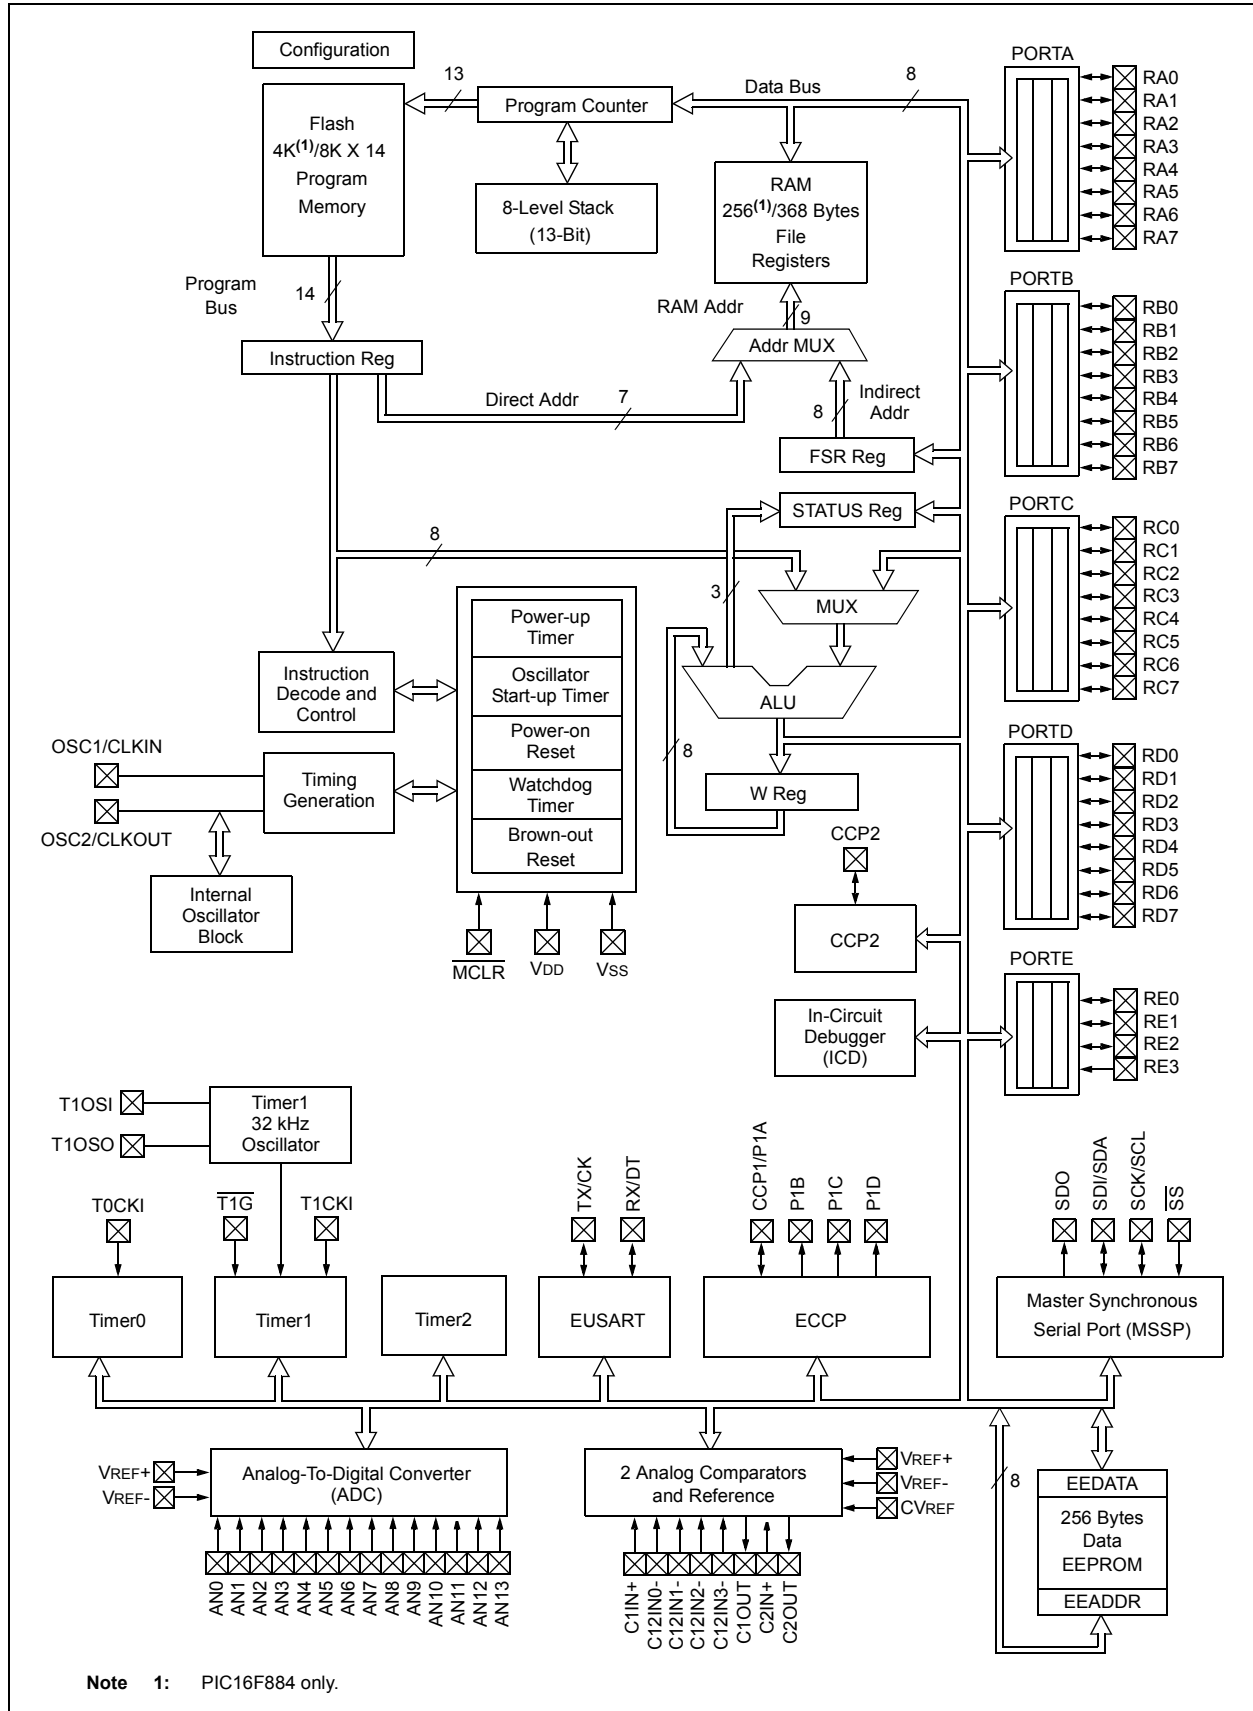 Configuration
Flash
4K(1)/8K X 14
Program
Memory
13
Program Counter
8-Level Stack
(13-Bit)
Data Bus
8
RAM
256(1)/368 Bytes
File
Registers
Program
Bus
14
RAM Addr
9
Addr MUX
Instruction Reg
Direct Addr
7
8
Indirect
Addr
FSR Reg
STATUS Reg
8
3
MUX
ALU
8
W Reg
Power-up
Timer
Oscillator
Start-up Timer
Power-on
Reset
Watchdog
Timer
Brown-out
Reset
Instruction
Decode and
Control
OSC1/CLKIN
OSC2/CLKOUT
Timing
Generation
Internal
Oscillator
Block
MCLR
VDD
VSS
CCP2
CCP2
In-Circuit
Debugger
(ICD)
PORTA
RA0
RA1
RA2
RA3
RA4
RA5
RA6
RA7
PORTB
RB0
RB1
RB2
RB3
RB4
RB5
RB6
RB7
PORTC
RC0
RC1
RC2
RC3
RC4
RC5
RC6
RC7
PORTD
RD0
RD1
RD2
RD3
RD4
RD5
RD6
RD7
PORTE
RE0
RE1
RE2
RE3
T1OSI
T1OSO
Timer1
32 kHz
Oscillator
T0CKI
T1G
T1CKI
TX/CK
RX/DT
CCP1/P1A
P1B
P1C
P1D
SDO
SDI/SDA
SCK/SCL
SS
Timer0
Timer1
Timer2
EUSART
ECCP
Master Synchronous
Serial Port (MSSP)
VREF+
VREF-
Analog-To-Digital Converter
(ADC)
AN0
AN1
AN2
AN3
AN4
AN5
AN6
AN7
AN8
AN9
AN10
AN11
AN12
AN13
2 Analog Comparators
and Reference
VREF+
VREF-
CVREF
C1IN+
C12IN0-
C12IN1-
C12IN2-
C12IN3-
C1OUT
C2IN+
C2OUT
8
EEDATA
256 Bytes
Data
EEPROM
EEADDR
Note 1: PIC16F884 only.